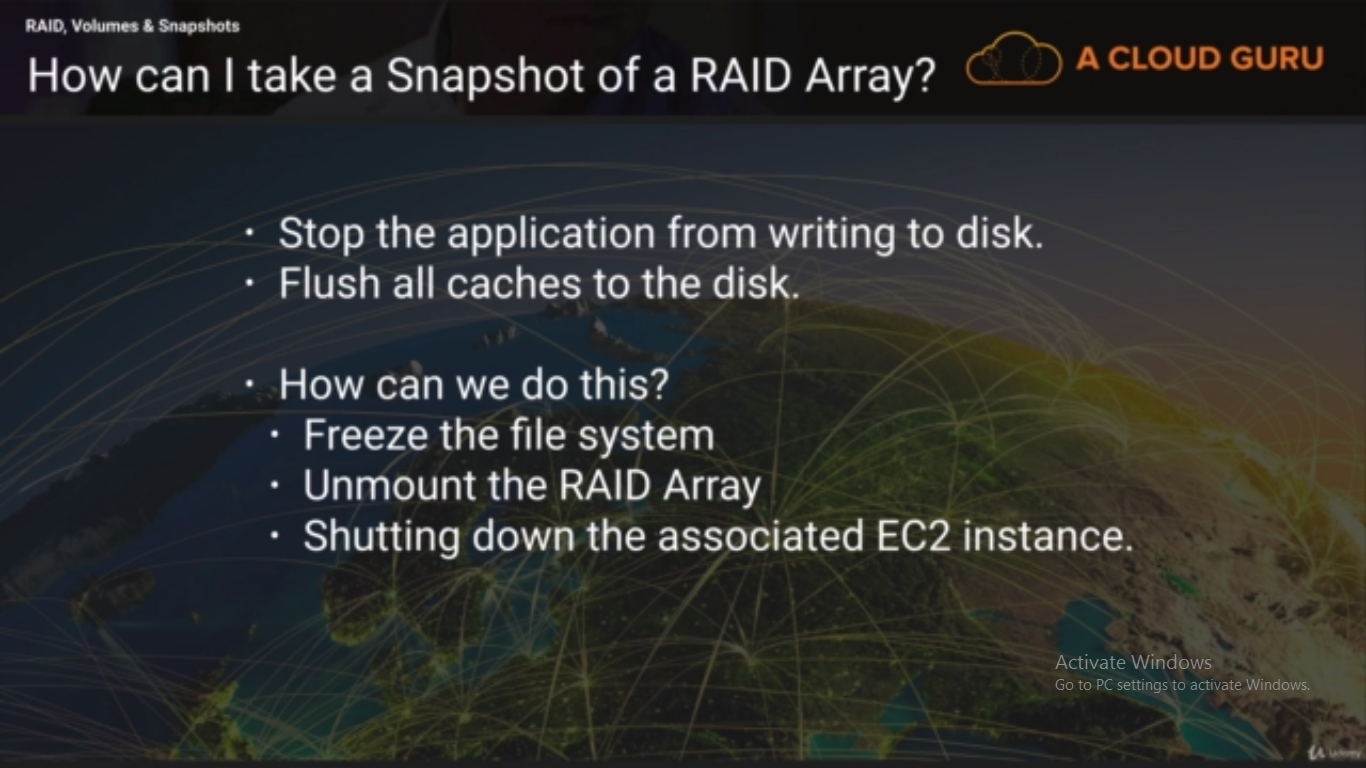 RAID, Volumes & Snapshots
How can I take a Snapshot of a RAID Array?
A CLOUD GURU
• Stop the application from writing to disk.
• Flush all caches to the disk.
• How can we do this?
• Freeze the file system
• Unmount the RAID Array
• Shutting down the associated EC2 instance.
Activate Windows
Go to PC settings to activate Windows.
Udemy